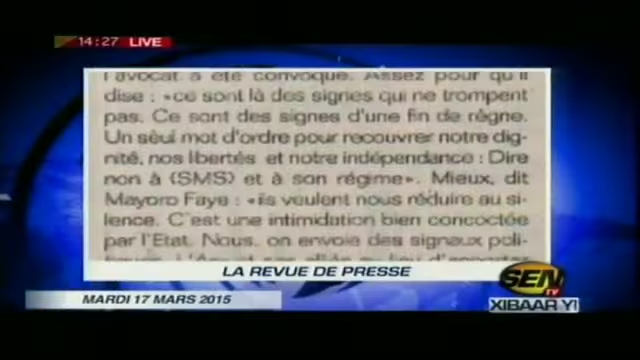 14:27 LIVE
l'avocat a été convoqué. Assez pour qu'il
dise : «ce sont là des signes qui ne trompent
pas. Ce sont des signes d'une fin de règne.
Un seul mot d'ordre pour recouvrer notre dig-
nité, nos libertés et notre indépendance : Dire
non à (SMS) et à son régime». Mieux, dit
Mayoro Faye : «ils veulent nous réduire au si-
lence. C'est une intimidation bien concoctée
par l'Etat. Nous, on envoie des signaux poli-
LA REVUE DE PRESSE
MARDI 17 MARS 2015
SEN TV
XIBAAR Y!